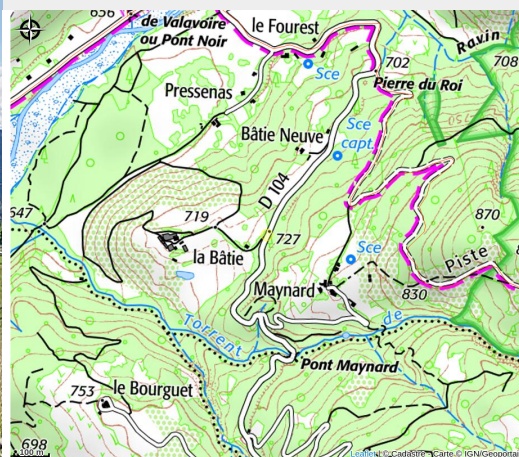 656
de Valavoire
ou Pont Noir
le Fourest
Ravin
702
708
Sce
Pierre du Roi
Pressenas
Bâtie Neuve
Sce
capt.
D 104
647
719
727
870
la Bâtie
Sce
Piste
Maynard
830
Torrent
de
Pont Maynard
753
le Bourguet
698
100 m
Leaflet | © Cadastre - Carte © IGN/Geoportail